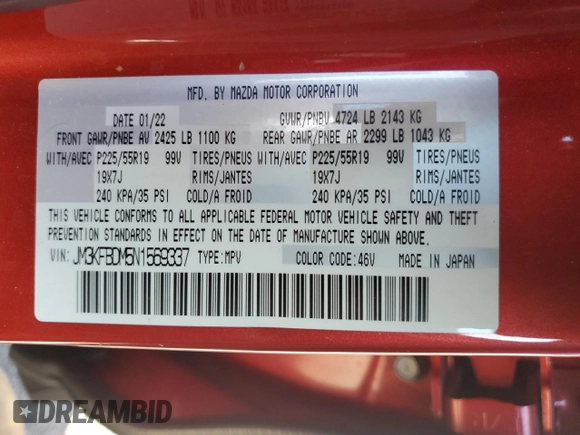 MFD. BY MAZDA MOTOR CORPORATION
DATE 01/22 GVWR/PNBV 4724 LB 2143 KG
FRONT GAWR/PNBE AV 2425 LB 1100 KG REAR GAWR/PNBE AR 2299 LB 1043 KG
WITH/AVEC P225/55R19 99V TIRES/PNEUS WITH/AVEC P225/55R19 99V TIRES/PNEUS
19X7J RIMS/JANTES 19X7J RIMS/JANTES
240 KPA/35 PSI COLD/A FROID 240 KPA/35 PSI COLD/A FROID
THIS VEHICLE CONFORMS TO ALL APPLICABLE FEDERAL MOTOR VEHICLE SAFETY AND THEFT
PREVENTION STANDARDS IN EFFECT ON THE DATE OF MANUFACTURE SHOWN ABOVE.
JM3KFBDM5N1569337 TYPE:MPV COLOR CODE:46V MADE IN JAPAN
DREAMBID